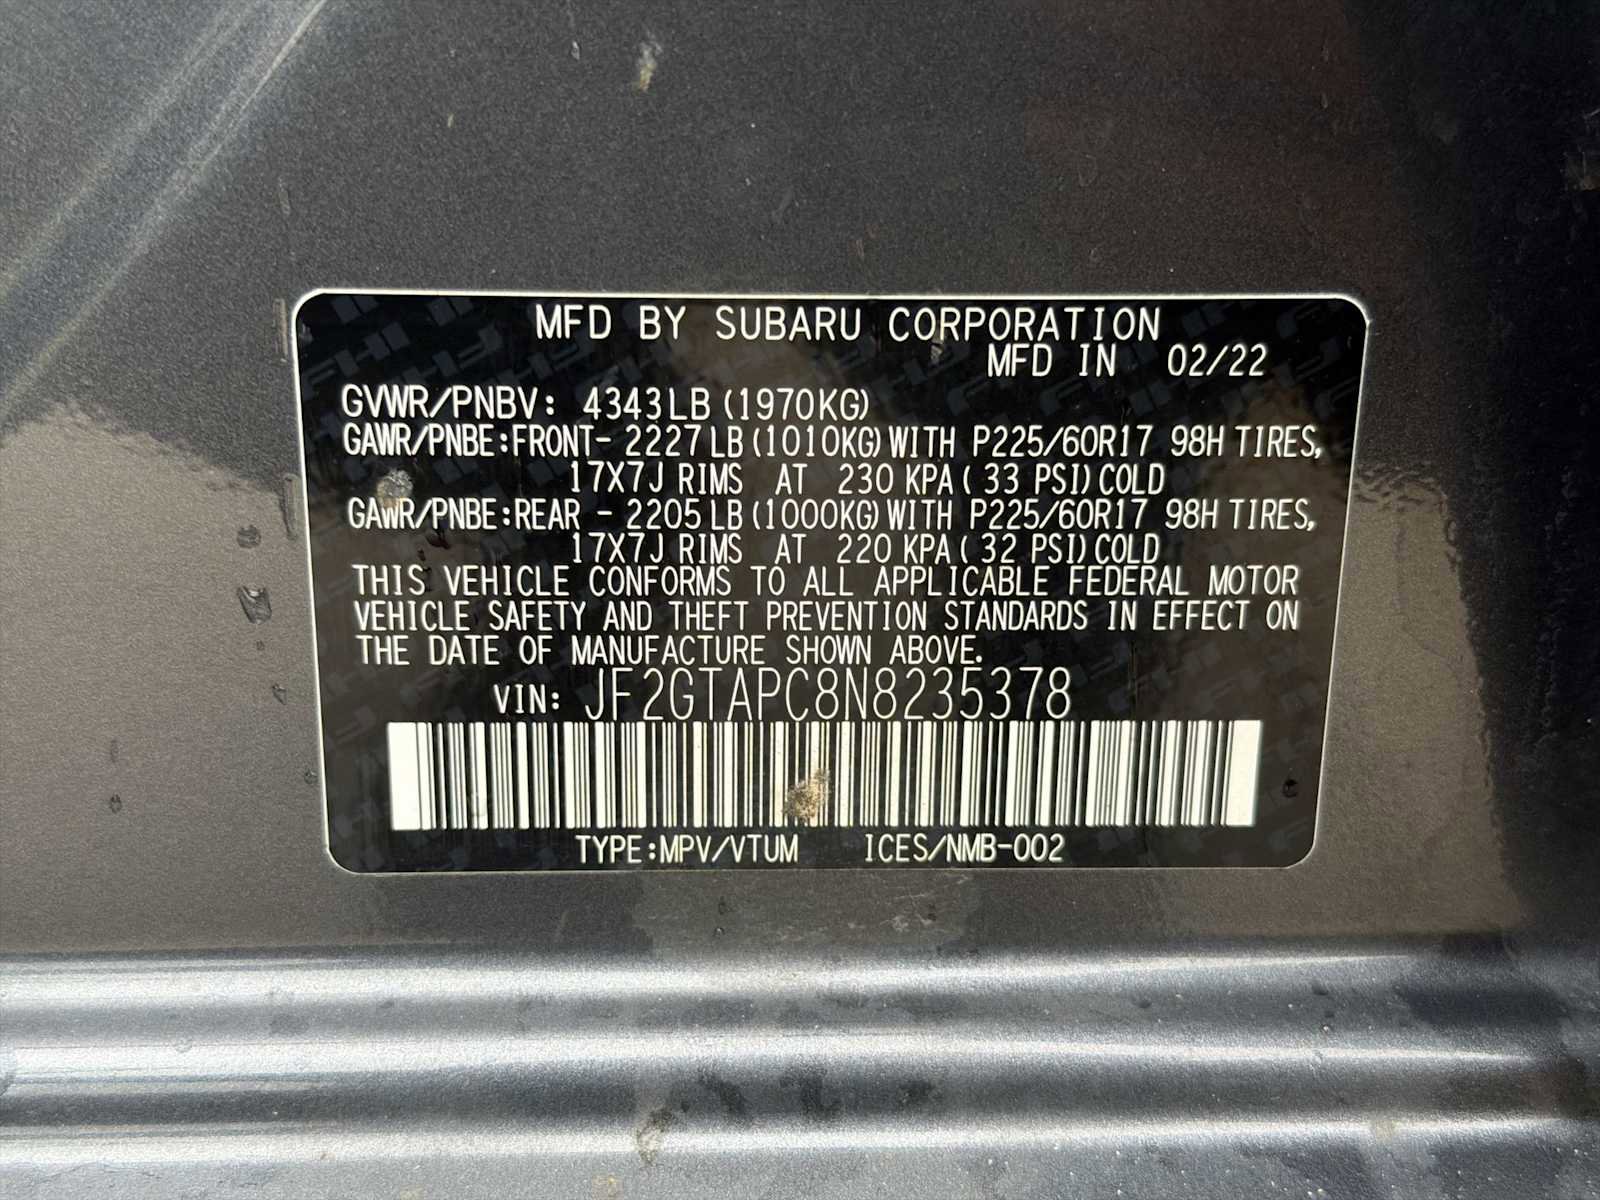 MFD BY SUBARU CORPORATION
MFD IN 02/22
GVWR/PNBV: 4343LB (1970KG)
GAWR/PNBE:FRONT- 2227LB (1010KG) WITH P225/60R17 98H TIRES,
17X7J RIMS AT 230 KPA ( 33 PSI) COLD
GAWR/PNBE:REAR - 2205LB (1000KG) WITH P225/60R17 98H TIRES,
17X7J RIMS AT 220 KPA ( 32 PSI) COLD
THIS VEHICLE CONFORMS TO ALL APPLICABLE FEDERAL MOTOR
VEHICLE SAFETY AND THEFT PREVENTION STANDARDS IN EFFECT ON
THE DATE OF MANUFACTURE SHOWN ABOVE.
VIN: JF2GTAPC8N8235378
TYPE:MPV/VTUM ICES/NMB-002